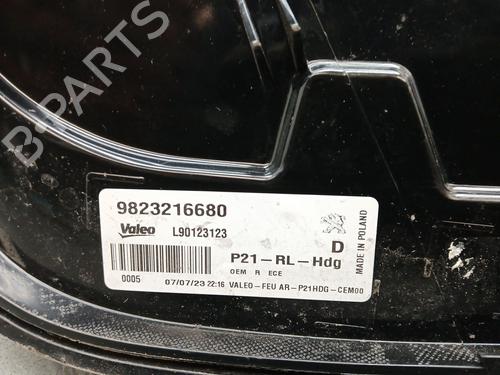 B-PARTS
9823216680
Valeo L90123123
D
P21-RL-Hdg
OEM R ECE
0005 07/07/23 22:16 VALEO-FEU AR-P21HDG-CEM00
MADE IN POLAND